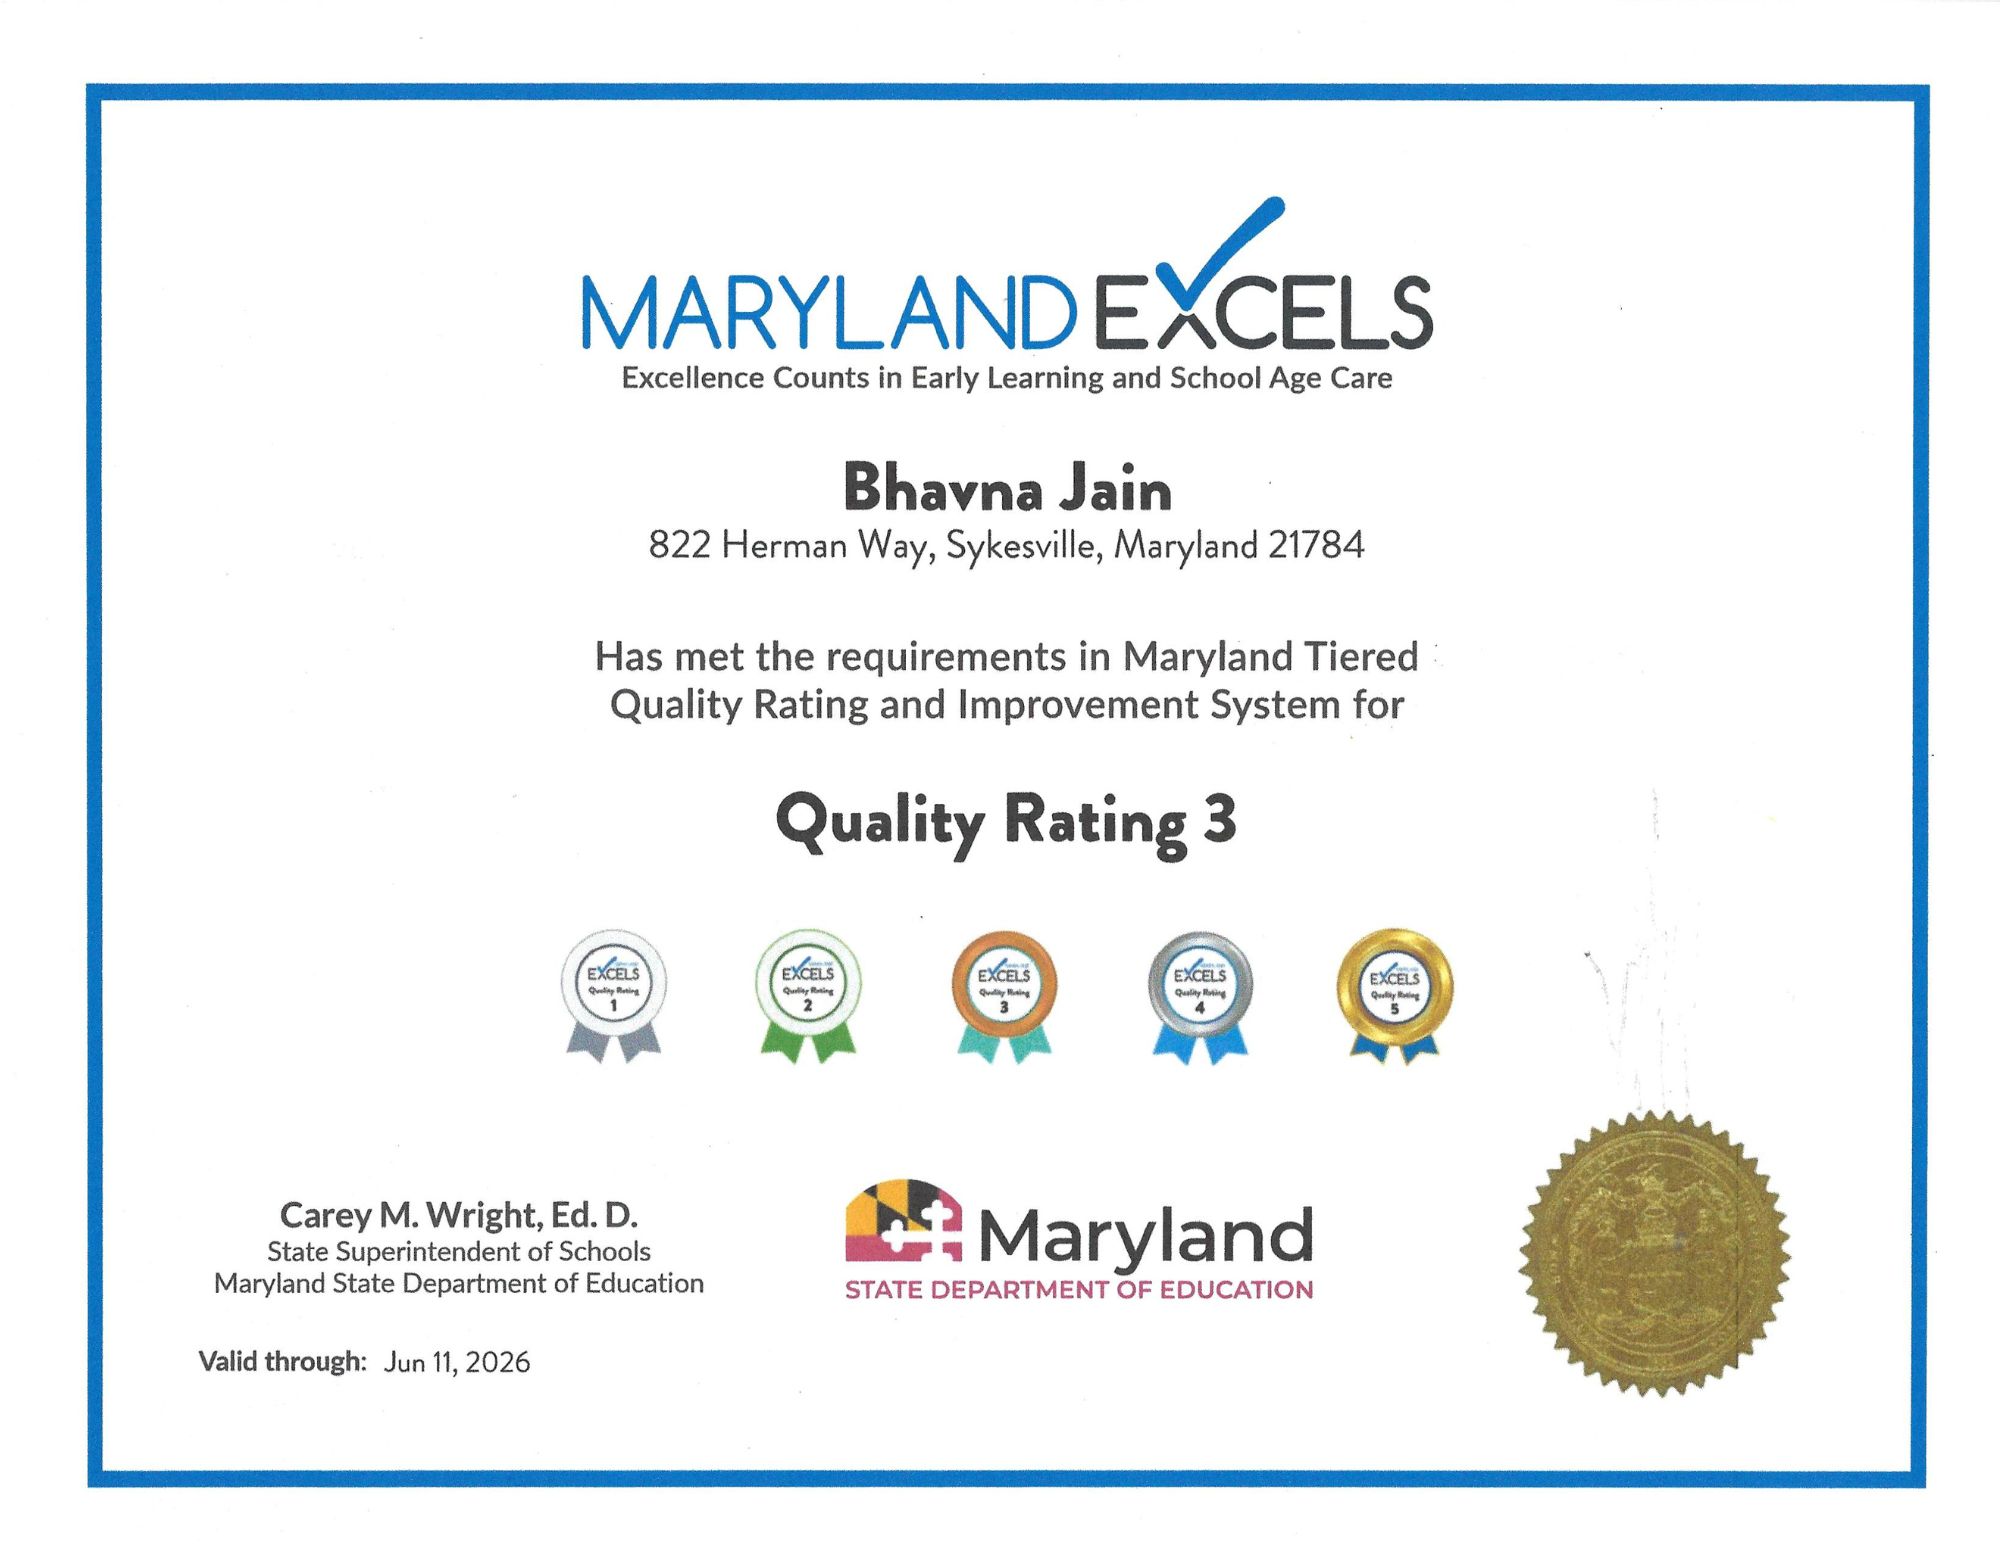 MARYLAND EXCELS
Excellence Counts in Early Learning and School Age Care
Bhavna Jain
822 Herman Way, Sykesville, Maryland 21784
Has met the requirements in Maryland Tiered
Quality Rating and Improvement System for
Quality Rating 3
EXCELS
Quality Rating
1
EXCELS
Quality Rating
2
EXCELS
Quality Rating
3
EXCELS
Quality Rating
4
EXCELS
Quality Rating
5
Carey M. Wright, Ed. D.
State Superintendent of Schools
Maryland State Department of Education
Valid through: Jun 11, 2026
Maryland
STATE DEPARTMENT OF EDUCATION